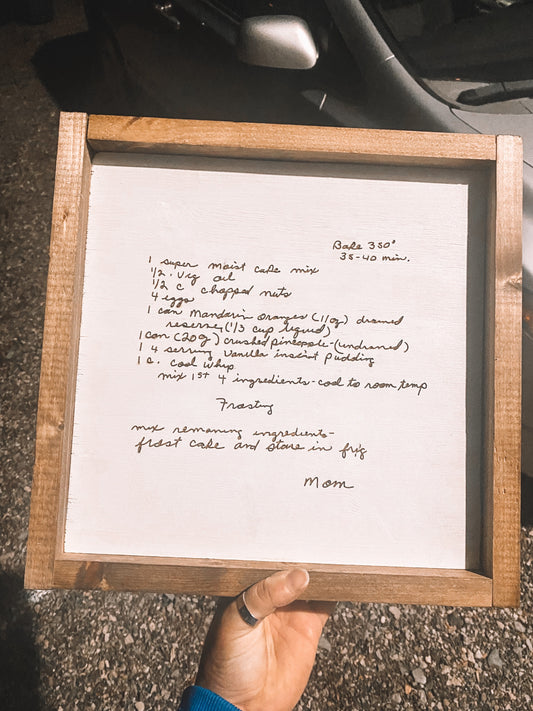 Bake 350°
35-40 min.
1 super moist cake mix
1/2 . veg oil
1/2 c chopped nuts
4 eggs
1 can mandarin oranges (11oz) drained
reserve (1/3 cup liquid)
1 can (20g) crushed pineapple-(undrained)
1 4 serving vanilla instint pudding
1 c. cool whip
mix 1st 4 ingredients-cool to room temp
Frosting
mix remaning ingredients-
frost cake and store in frig
Mom